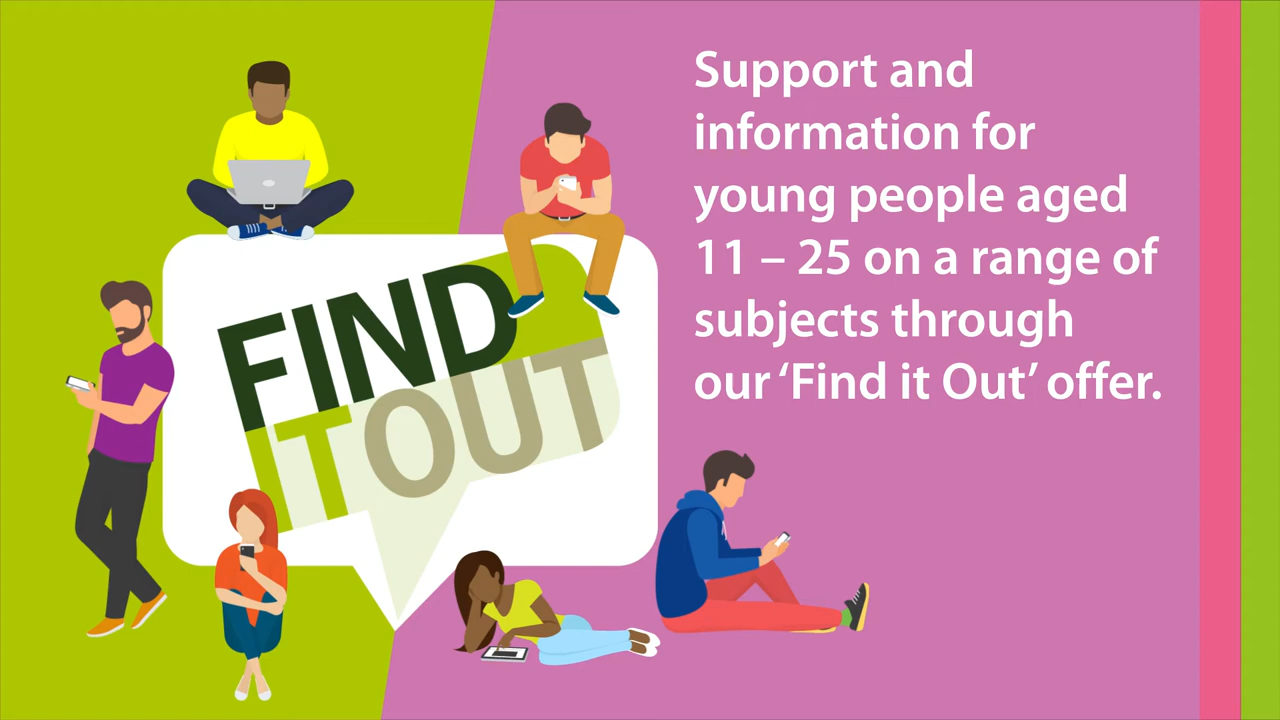 FIND
IT OUT
Support and
information for
young people aged
11 – 25 on a range of
subjects through
our ‘Find it Out’ offer.